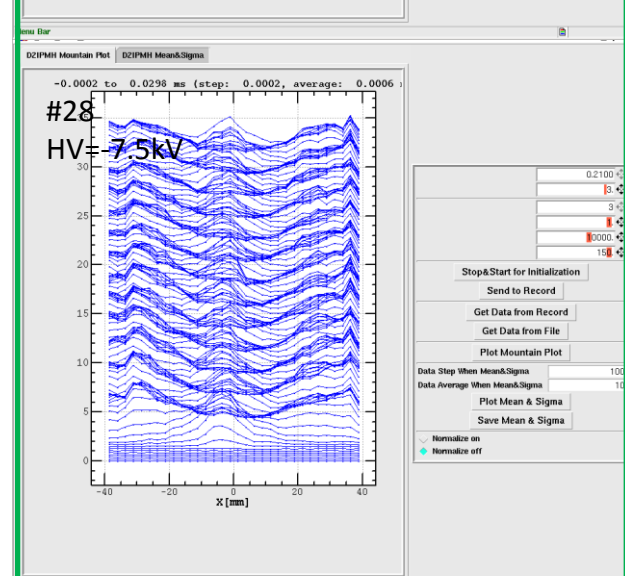 enu Bar
D2IPMH Mountain Plot D2IPMH Mean&Sigma
-0.0002 to 0.0298 ms (step: 0.0002, average: 0.0006
#28
HV=-7.5kV
30
25
20
15
10
5
0
-40 -20 0 20 40
X[mm]
0.2100
3.
3
1.
10000.
150.
Stop&Start for Initialization
Send to Record
Get Data from Record
Get Data from File
Plot Mountain Plot
Data Step When Mean&Sigma 100
Data Average When Mean&Sigma 10
Plot Mean & Sigma
Save Mean & Sigma
Normalize on
Normalize off